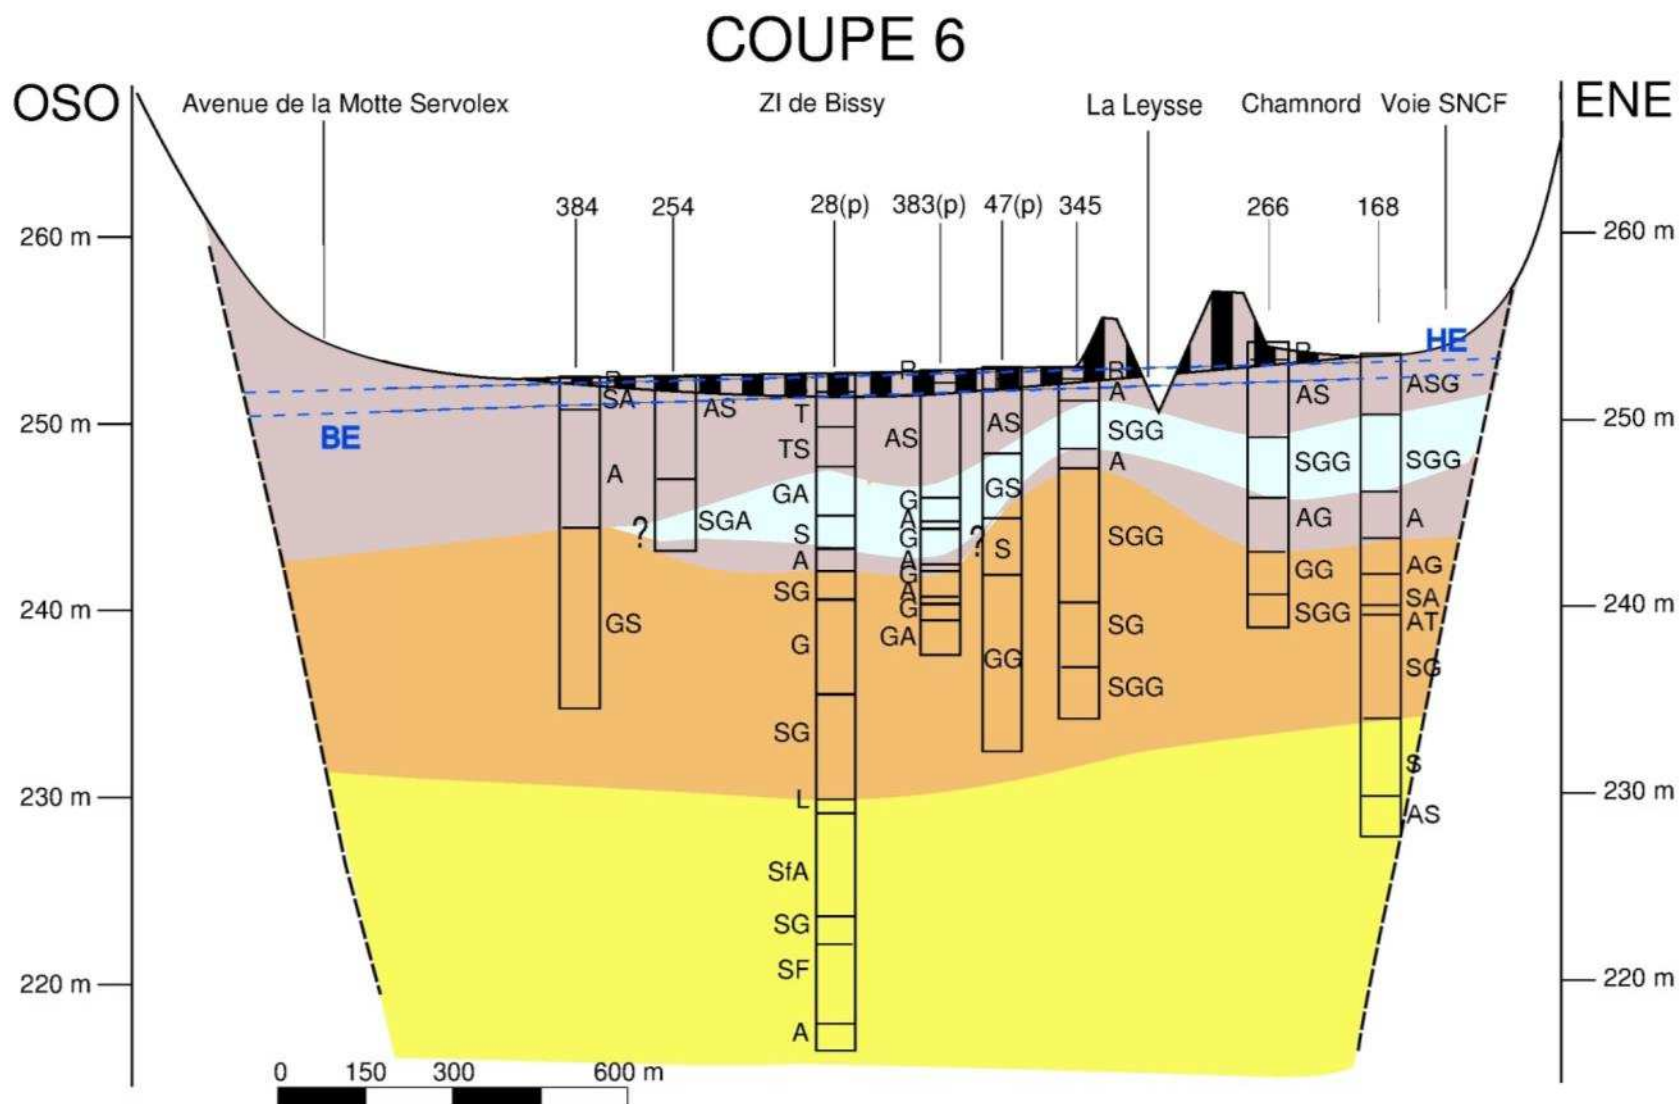 COUPE 6
OSO
Avenue de la Motte Servolex
ZI de Bissy
La Leysse
Chamnord
Voie SNCF
ENE
384
254
28(p)
383(p)
47(p)
345
266
168
260 m
260 m
250 m
250 m
240 m
240 m
230 m
230 m
220 m
220 m
HE
BE
SA
A
GS
AS
SGA
?
T
TS
GA
S
A
SG
G
SG
L
SfA
SG
SF
A
R
AS
G
A
G
A
G
A
G
GA
?
AS
GS
S
GG
R
A
SGG
A
SGG
SG
SGG
AS
SGG
AG
GG
SGG
ASG
SGG
A
AG
SA
AT
SG
S
AS
0 150 300 600 m